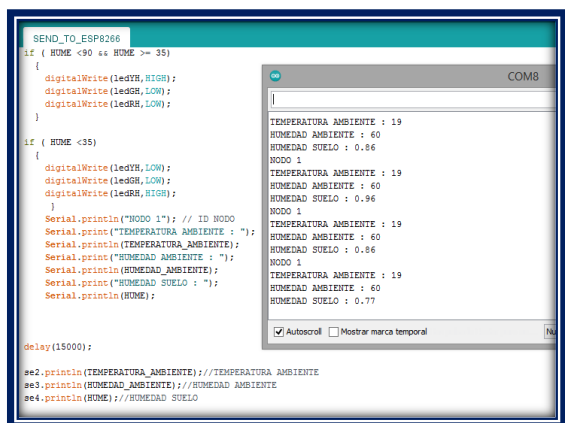 SEND_TO_ESP8266
if ( HUME <90 && HUME >= 35)
{
digitalWrite(ledYH,HIGH);
digitalWrite(ledGH,LOW);
digitalWrite(ledRH,LOW);
}
if ( HUME <35)
{
digitalWrite(ledYH,LOW);
digitalWrite(ledGH,LOW);
digitalWrite(ledRH,HIGH);
}
Serial.println("NODO 1"); // ID NODO
Serial.print("TEMPERATURA AMBIENTE : ");
Serial.println(TEMPERATURA_AMBIENTE);
Serial.print("HUMEDAD AMBIENTE : ");
Serial.println(HUMEDAD_AMBIENTE);
Serial.print("HUMEDAD SUELO : ");
Serial.println(HUME);
delay(15000);
se2.println(TEMPERATURA_AMBIENTE);//TEMPERATURA AMBIENTE
se3.println(HUMEDAD_AMBIENTE);//HUMEDAD AMBIENTE
se4.println(HUME);//HUMEDAD SUELO
COM8
TEMPERATURA AMBIENTE : 19
HUMEDAD AMBIENTE : 60
HUMEDAD SUELO : 0.86
NODO 1
TEMPERATURA AMBIENTE : 19
HUMEDAD AMBIENTE : 60
HUMEDAD SUELO : 0.96
NODO 1
TEMPERATURA AMBIENTE : 19
HUMEDAD AMBIENTE : 60
HUMEDAD SUELO : 0.86
NODO 1
TEMPERATURA AMBIENTE : 19
HUMEDAD AMBIENTE : 60
HUMEDAD SUELO : 0.77
Autoscroll Mostrar marca temporal
Nu